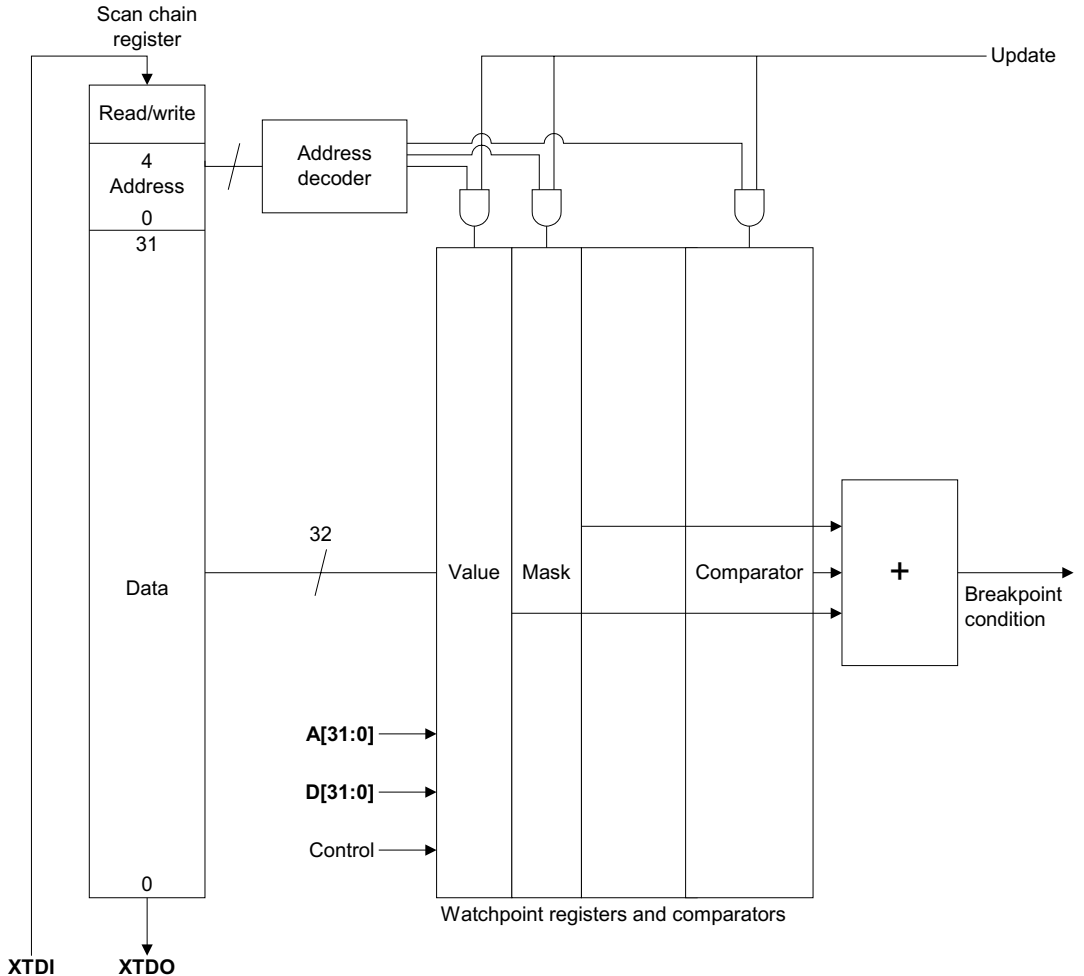 Scan chain
register
Update
Read/write
4
Address
0
Address
decoder
31
32
Data
Value
Mask
Comparator
+
Breakpoint
condition
A[31:0]
D[31:0]
Control
0
Watchpoint registers and comparators
XTDI
XTDO